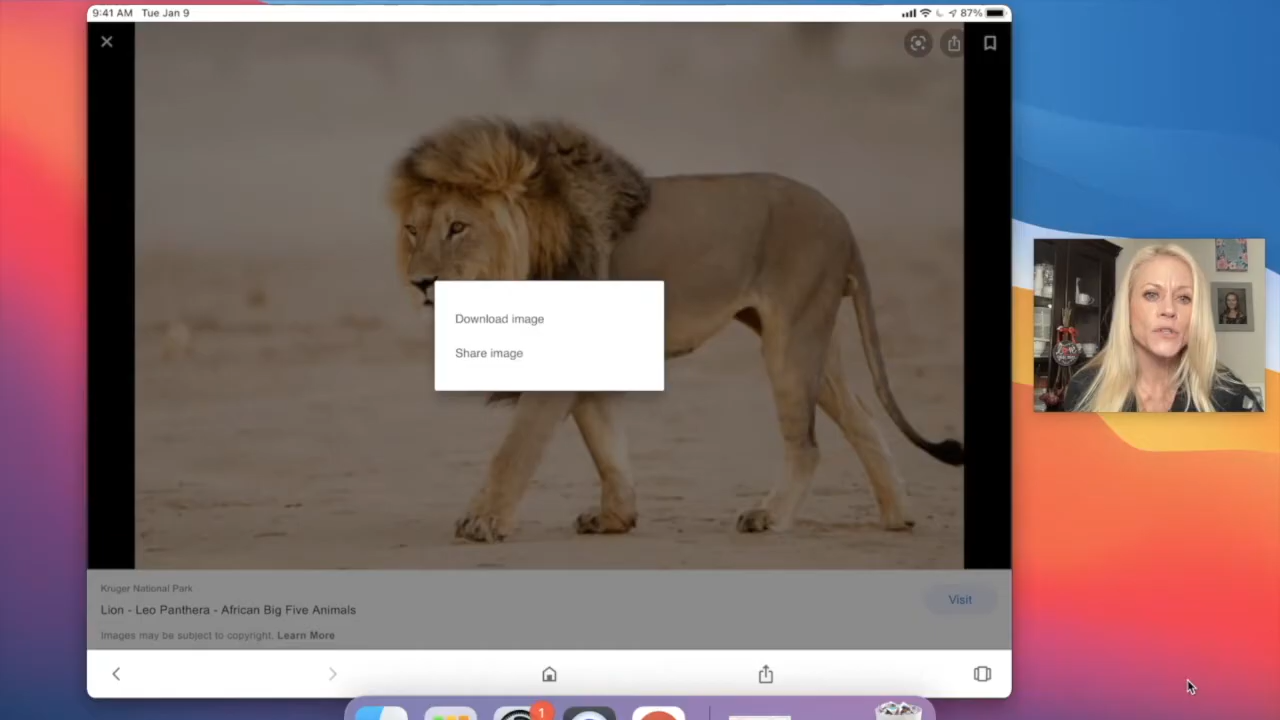 9:41 AM Tue Jan 9
87%
Download image
Share image
Kruger National Park
Lion - Leo Panthera - African Big Five Animals
Visit
Images may be subject to copyright. Learn More
1